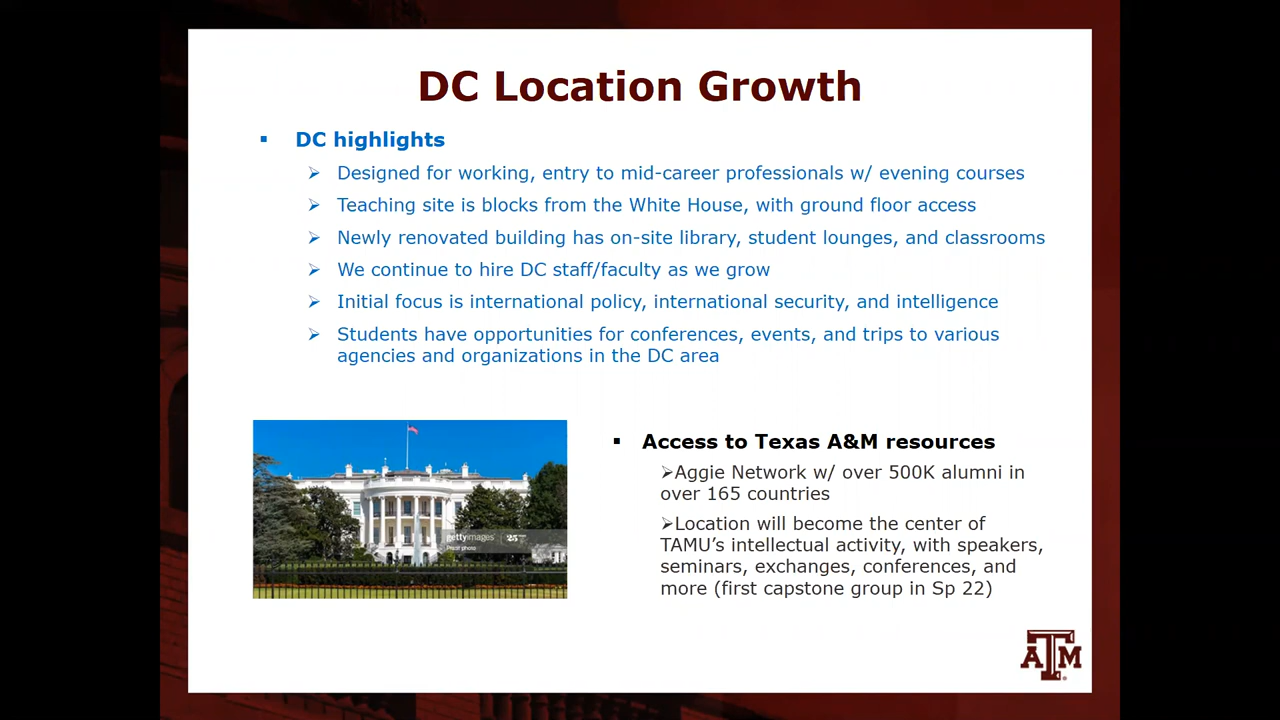 DC Location Growth
▪ DC highlights
➢ Designed for working, entry to mid-career professionals w/ evening courses
➢ Teaching site is blocks from the White House, with ground floor access
➢ Newly renovated building has on-site library, student lounges, and classrooms
➢ We continue to hire DC staff/faculty as we grow
➢ Initial focus is international policy, international security, and intelligence
➢ Students have opportunities for conferences, events, and trips to various
agencies and organizations in the DC area
gettyimages
▪ Access to Texas A&M resources
➢Aggie Network w/ over 500K alumni in
over 165 countries
➢Location will become the center of
TAMU’s intellectual activity, with speakers,
seminars, exchanges, conferences, and
more (first capstone group in Sp 22)
ATM